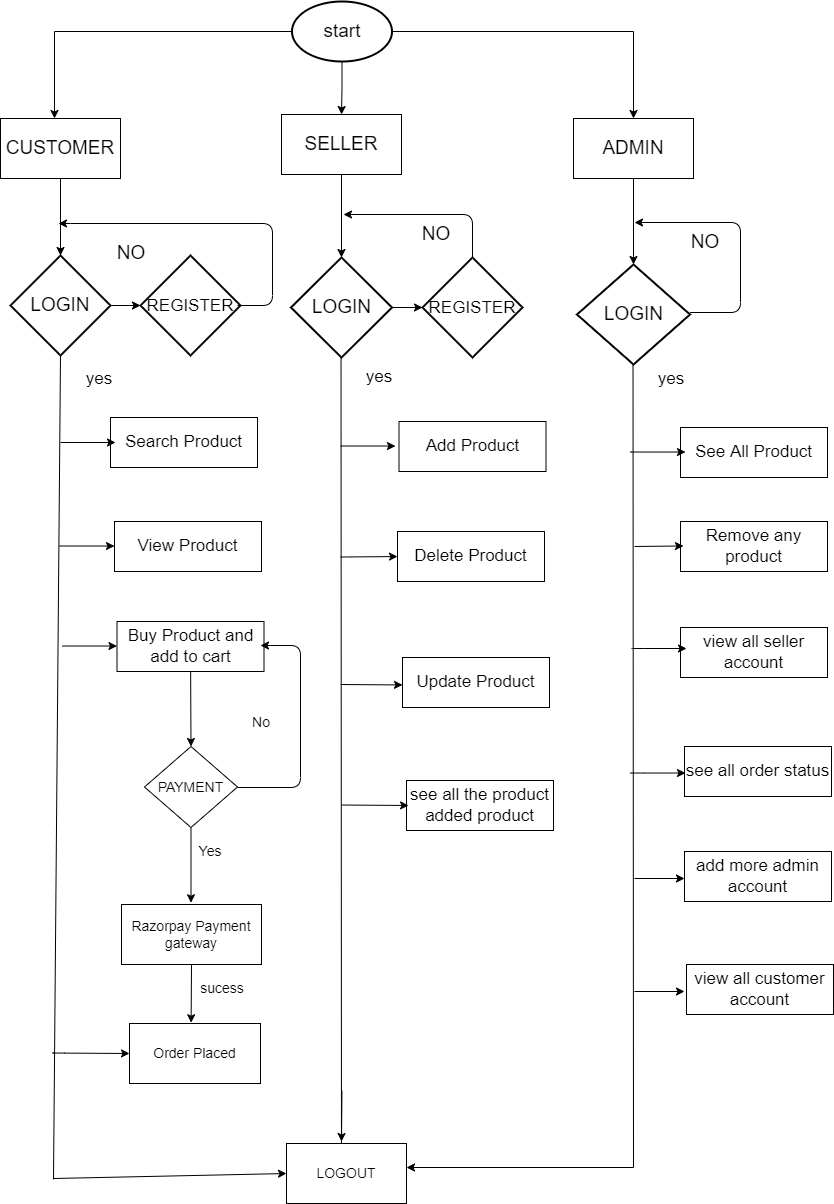 start
CUSTOMER
SELLER
ADMIN
NO
NO
NO
LOGIN
REGISTER
LOGIN
REGISTER
LOGIN
yes
yes
yes
Search Product
Add Product
See All Product
View Product
Delete Product
Remove any
product
Buy Product and
add to cart
Update Product
view all seller
account
No
PAYMENT
see all the product
added product
see all order status
Yes
add more admin
account
Razorpay Payment
gateway
sucess
view all customer
account
Order Placed
LOGOUT